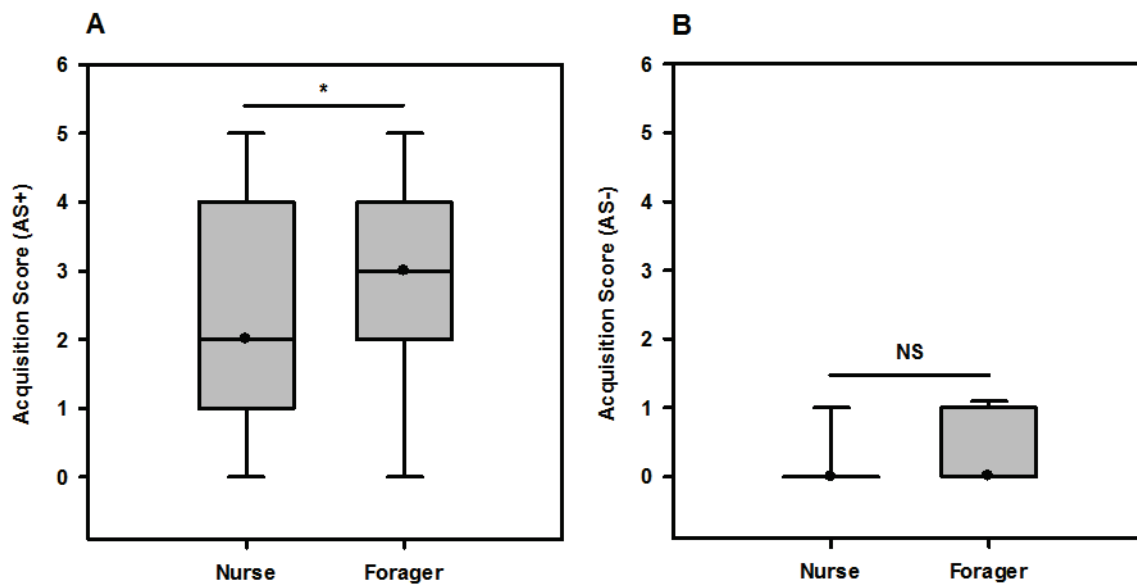 A
Acquisition Score (AS+)
6
5
4
3
2
1
0
*
Nurse Forager
B
Acquisition Score (AS-)
6
5
4
3
2
1
0
NS
Nurse Forager